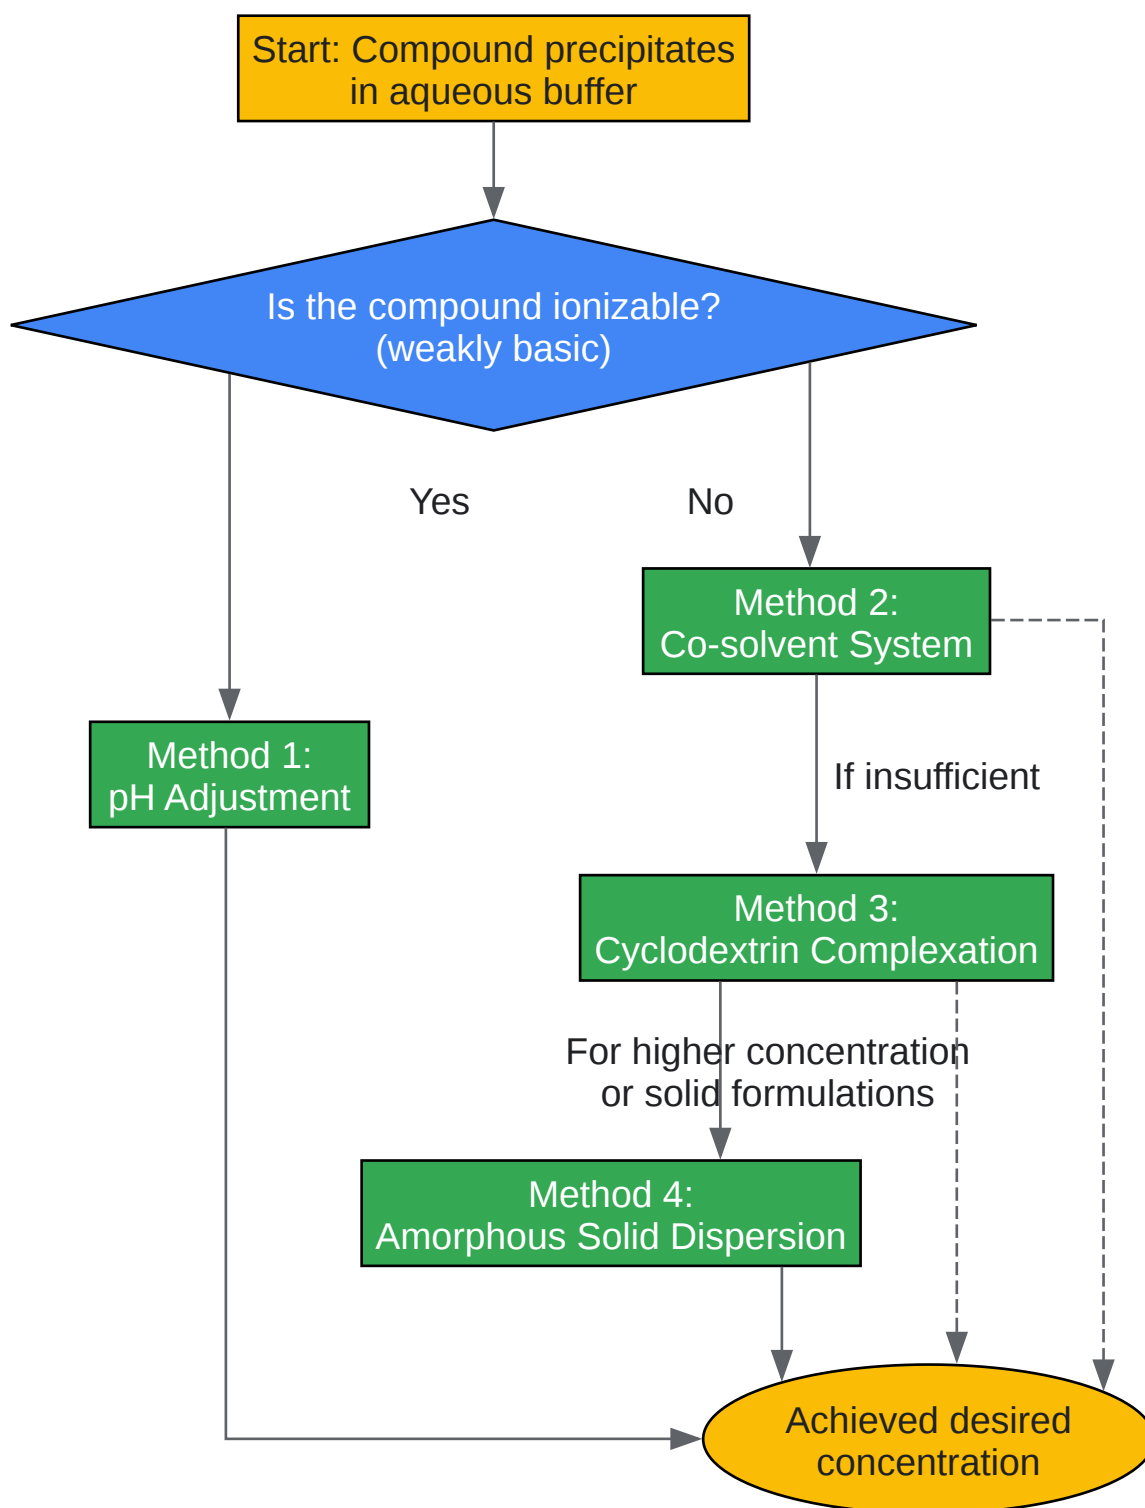 Start: Compound precipitates
in aqueous buffer
Is the compound ionizable?
(weakly basic)
Yes
No
Method 2:
Co-solvent System
Method 1:
pH Adjustment
If insufficient
Method 3:
Cyclodextrin Complexation
For higher concentration
or solid formulations
Method 4:
Amorphous Solid Dispersion
Achieved desired
concentration